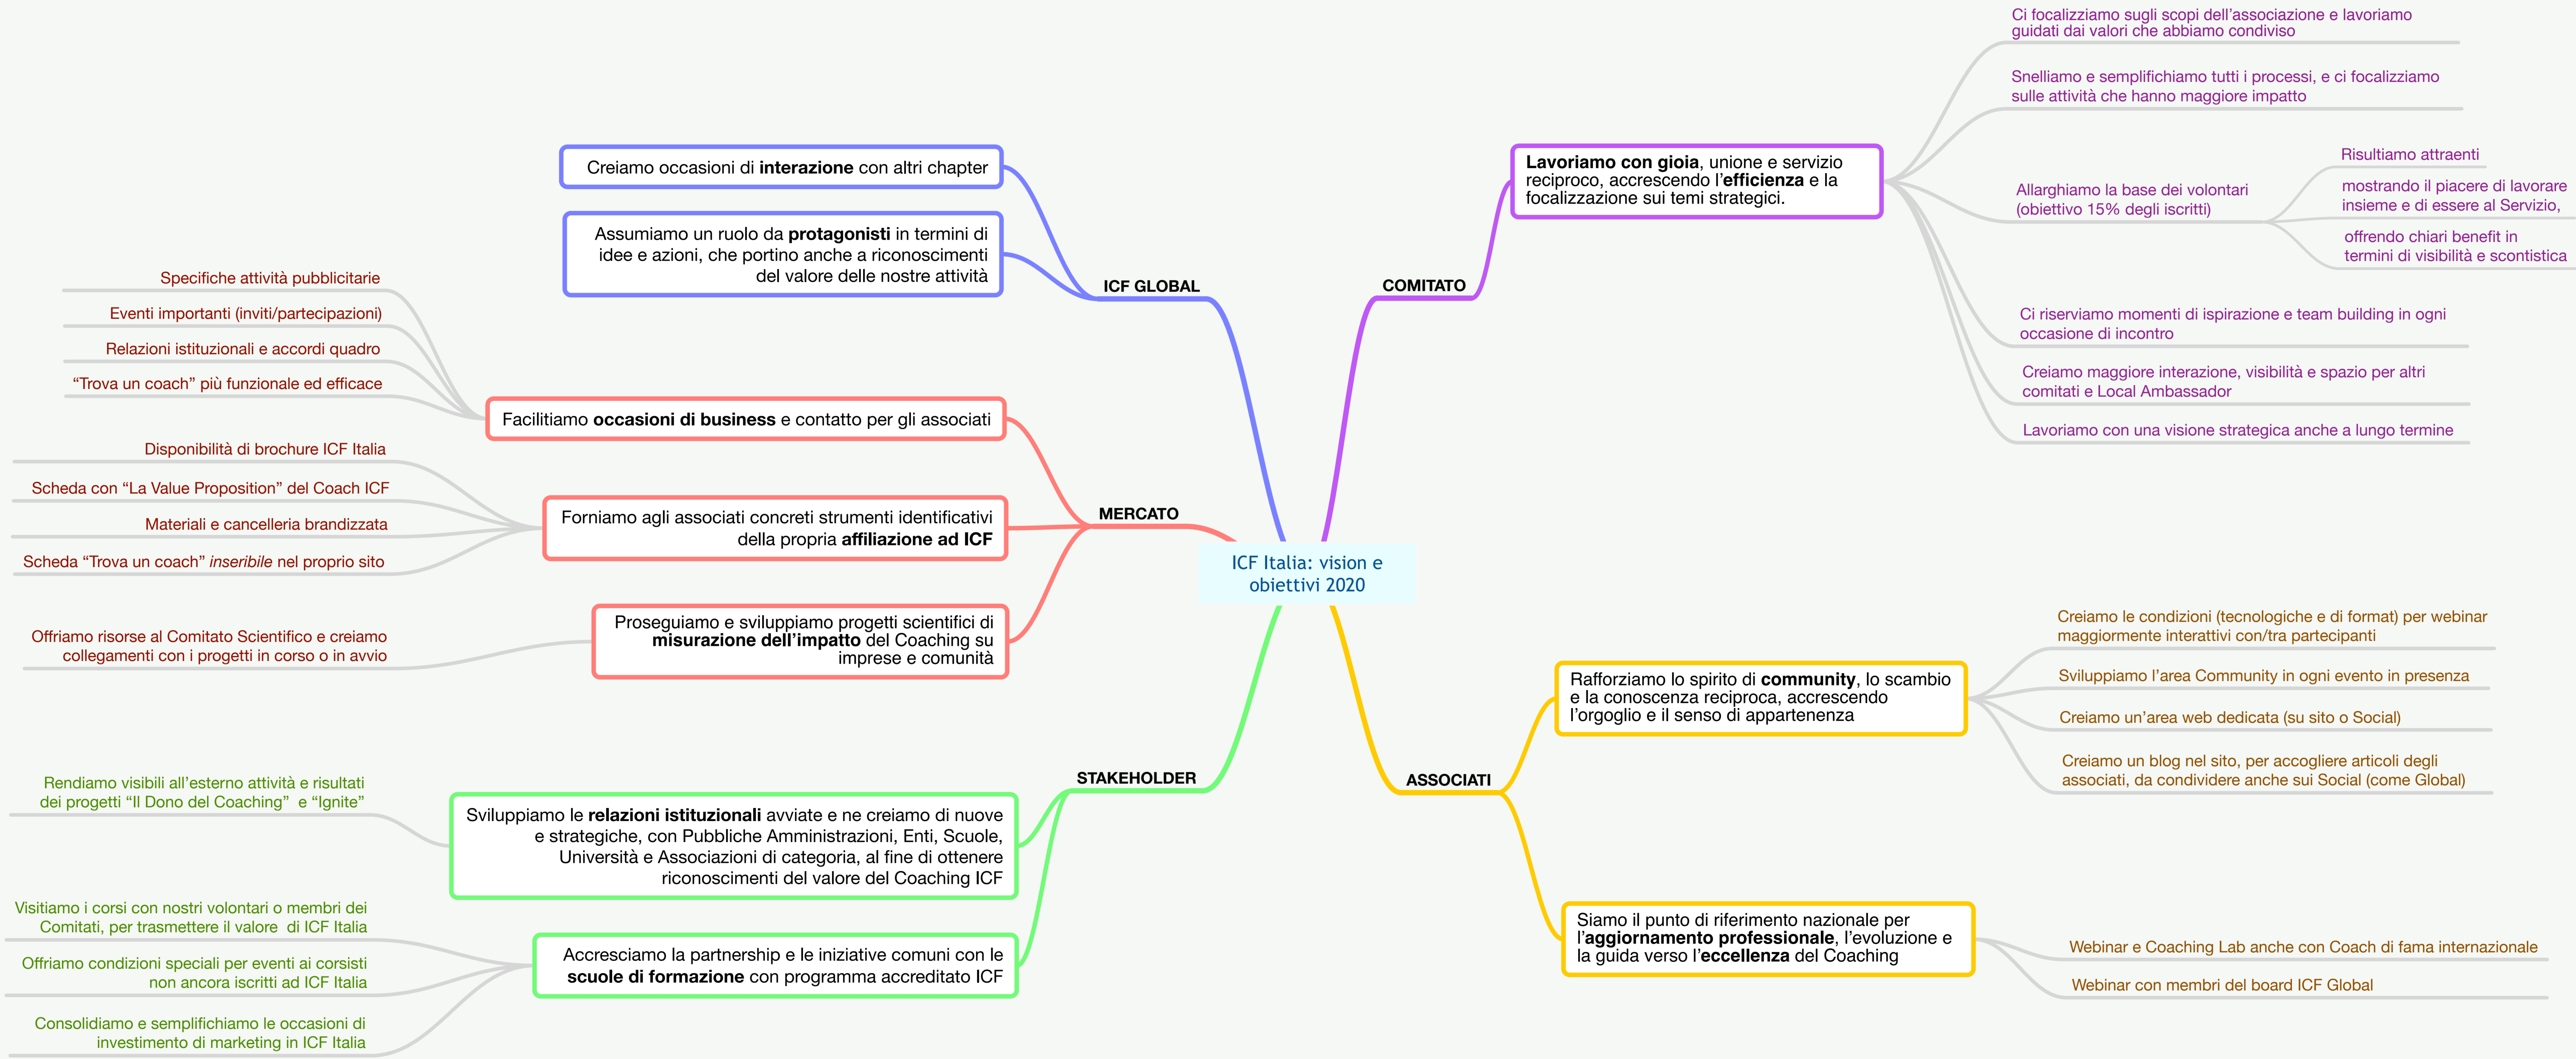 ICF Italia: vision e
obiettivi 2020
ICF GLOBAL
Creiamo occasioni di interazione con altri chapter
Assumiamo un ruolo da protagonisti in termini di
idee e azioni, che portino anche a riconoscimenti
del valore delle nostre attività
MERCATO
Facilitiamo occasioni di business e contatto per gli associati
Specifiche attività pubblicitarie
Eventi importanti (inviti/partecipazioni)
Relazioni istituzionali e accordi quadro
“Trova un coach” più funzionale ed efficace
Forniamo agli associati concreti strumenti identificativi
della propria affiliazione ad ICF
Disponibilità di brochure ICF Italia
Scheda con “La Value Proposition” del Coach ICF
Materiali e cancelleria brandizzata
Scheda “Trova un coach” inseribile nel proprio sito
Proseguiamo e sviluppiamo progetti scientifici di
misurazione dell’impatto del Coaching su
imprese e comunità
Offriamo risorse al Comitato Scientifico e creiamo
collegamenti con i progetti in corso o in avvio
STAKEHOLDER
Sviluppiamo le relazioni istituzionali avviate e ne creiamo di nuove
e strategiche, con Pubbliche Amministrazioni, Enti, Scuole,
Università e Associazioni di categoria, al fine di ottenere
riconoscimenti del valore del Coaching ICF
Rendiamo visibili all’esterno attività e risultati
dei progetti “Il Dono del Coaching”  e “Ignite”
Accresciamo la partnership e le iniziative comuni con le
scuole di formazione con programma accreditato ICF
Visitiamo i corsi con nostri volontari o membri dei
Comitati, per trasmettere il valore  di ICF Italia
Offriamo condizioni speciali per eventi ai corsisti
non ancora iscritti ad ICF Italia
Consolidiamo e semplifichiamo le occasioni di
investimento di marketing in ICF Italia
COMITATO
Lavoriamo con gioia, unione e servizio
reciproco, accrescendo l’efficienza e la
focalizzazione sui temi strategici.
Ci focalizziamo sugli scopi dell’associazione e lavoriamo
guidati dai valori che abbiamo condiviso
Snelliamo e semplifichiamo tutti i processi, e ci focalizziamo
sulle attività che hanno maggiore impatto
Allarghiamo la base dei volontari
(obiettivo 15% degli iscritti)
Risultiamo attraenti
mostrando il piacere di lavorare
insieme e di essere al Servizio,
offrendo chiari benefit in
termini di visibilità e scontistica
Ci riserviamo momenti di ispirazione e team building in ogni
occasione di incontro
Creiamo maggiore interazione, visibilità e spazio per altri
comitati e Local Ambassador
Lavoriamo con una visione strategica anche a lungo termine
ASSOCIATI
Rafforziamo lo spirito di community, lo scambio
e la conoscenza reciproca, accrescendo
l’orgoglio e il senso di appartenenza
Creiamo le condizioni (tecnologiche e di format) per webinar
maggiormente interattivi con/tra partecipanti
Sviluppiamo l’area Community in ogni evento in presenza
Creiamo un’area web dedicata (su sito o Social)
Creiamo un blog nel sito, per accogliere articoli degli
associati, da condividere anche sui Social (come Global)
Siamo il punto di riferimento nazionale per
l’aggiornamento professionale, l’evoluzione e
la guida verso l’eccellenza del Coaching
Webinar e Coaching Lab anche con Coach di fama internazionale
Webinar con membri del board ICF Global